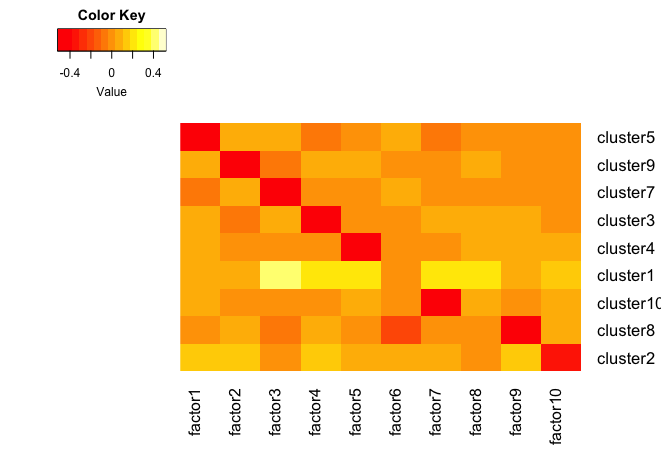 Color Key
-0.4 0 0.4
Value
cluster5
cluster9
cluster7
cluster3
cluster4
cluster1
cluster10
cluster8
cluster2
factor1 factor2 factor3 factor4 factor5 factor6 factor7 factor8 factor9 factor10